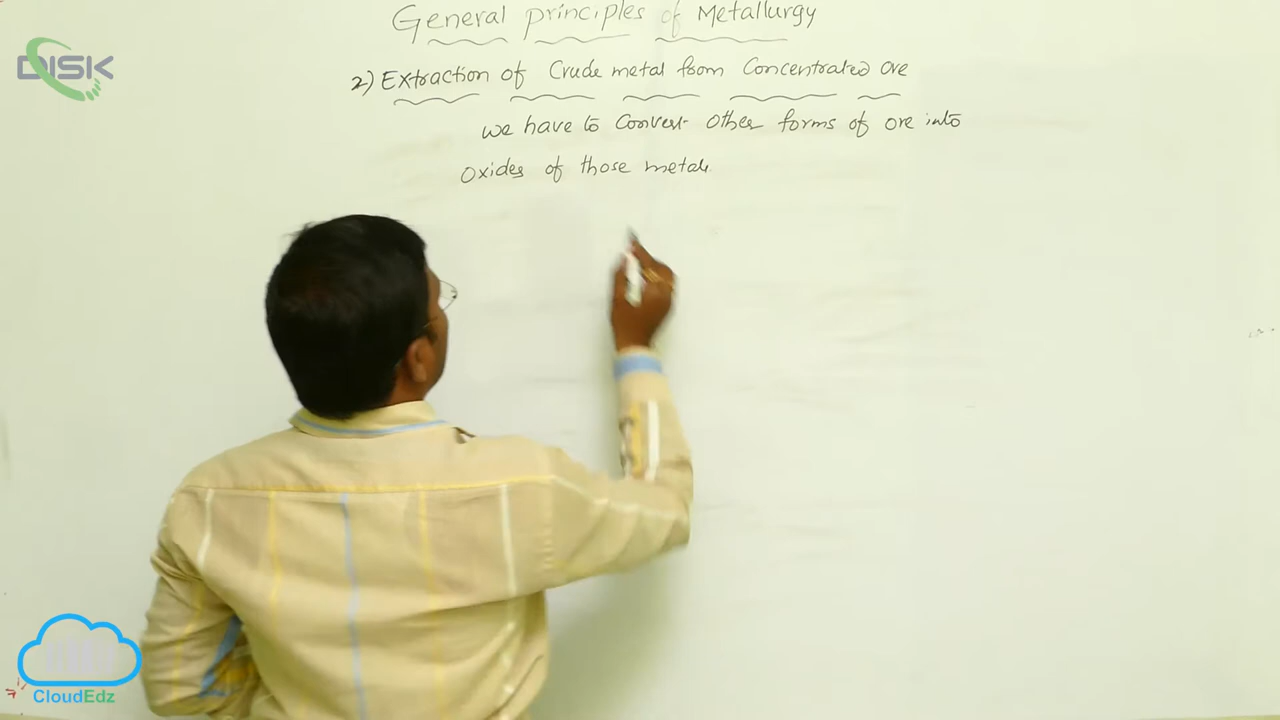 General principles of Metallurgy
2) Extraction of Crude metal from Concentrated ore
we have to Convert Other forms of ore into
Oxides of those metals
DISK
CloudEdz